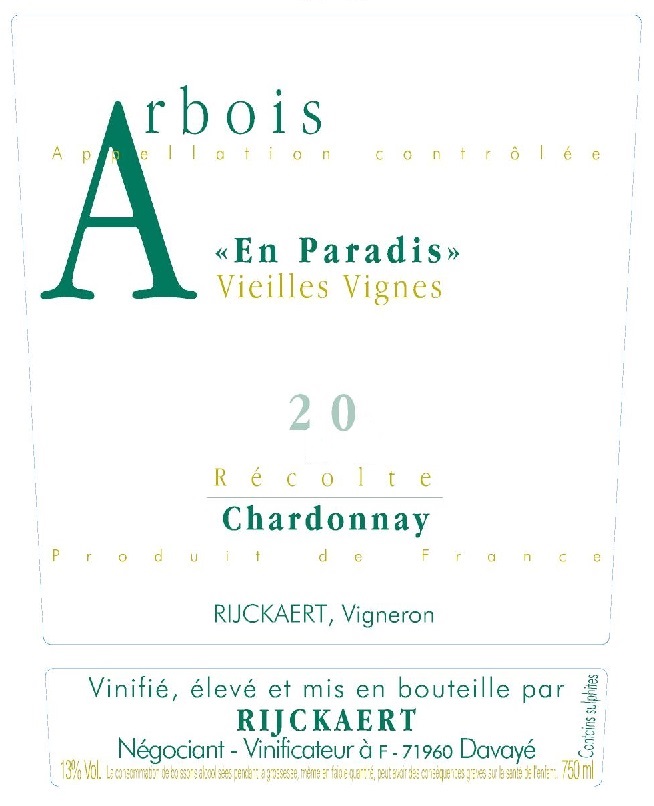 Arbois
Appellation contrôlée
«En Paradis»
Vieilles Vignes
20
Récolte
Chardonnay
Produit de France
RIJCKAERT, Vigneron
Vinifié, élevé et mis en bouteille par
RIJCKAERT
Négociant - Vinificateur à F - 71960 Davayé
13% Vol. La consommation de boissons alcoolisées pendant la grossesse, même en faible quantité, peut avoir des conséquences graves sur la santé de l'enfant. 750 ml
Contains sulphites